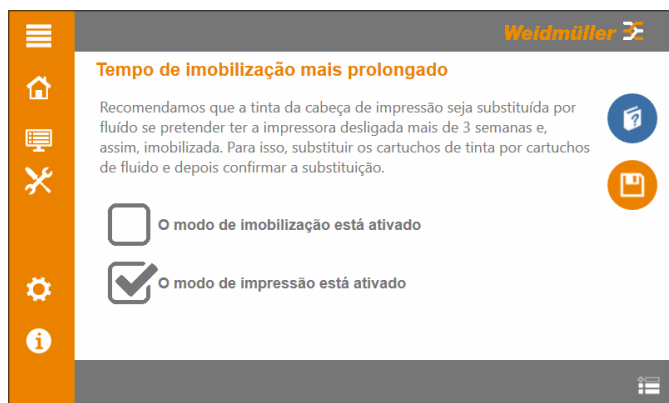 Weidmüller
Tempo de imobilização mais prolongado
Recomendamos que a tinta da cabeça de impressão seja substituída por
fluído se pretender ter a impressora desligada mais de 3 semanas e,
assim, imobilizada. Para isso, substituir os cartuchos de tinta por cartuchos
de fluido e depois confirmar a substituição.
O modo de imobilização está ativado
O modo de impressão está ativado